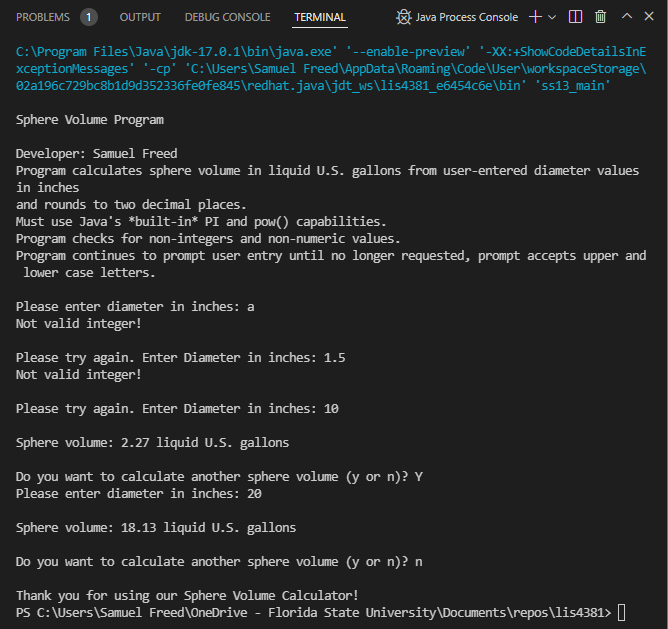 PROBLEMS 1 OUTPUT DEBUG CONSOLE TERMINAL Java Process Console
C:\Program Files\Java\jdk-17.0.1\bin\java.exe' '--enable-preview' '-XX:+ShowCodeDetailsInE
xceptionMessages' '-cp' 'C:\Users\Samuel Freed\AppData\Roaming\Code\User\workspaceStorage\
02a196c729bc8b1d9d352336fe0fe845\redhat.java\jdt_ws\lis4381_e6454c6e\bin' 'ss13_main'
Sphere Volume Program
Developer: Samuel Freed
Program calculates sphere volume in liquid U.S. gallons from user-entered diameter values
in inches
and rounds to two decimal places.
Must use Java's *built-in* PI and pow() capabilities.
Program checks for non-integers and non-numeric values.
Program continues to prompt user entry until no longer requested, prompt accepts upper and
lower case letters.
Please enter diameter in inches: a
Not valid integer!
Please try again. Enter Diameter in inches: 1.5
Not valid integer!
Please try again. Enter Diameter in inches: 10
Sphere volume: 2.27 liquid U.S. gallons
Do you want to calculate another sphere volume (y or n)? Y
Please enter diameter in inches: 20
Sphere volume: 18.13 liquid U.S. gallons
Do you want to calculate another sphere volume (y or n)? n
Thank you for using our Sphere Volume Calculator!
PS C:\Users\Samuel Freed\OneDrive - Florida State University\Documents\repos\lis4381>